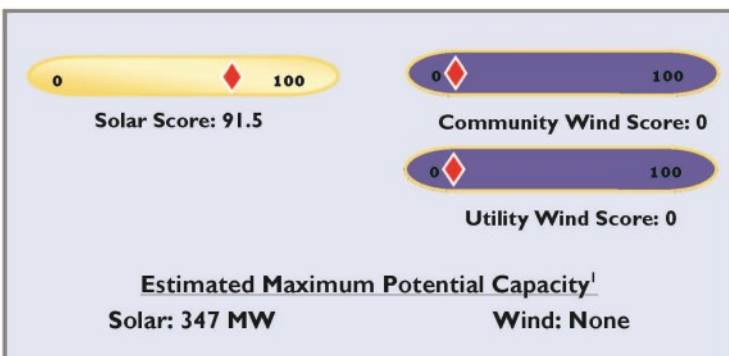 0 100
Solar Score: 91.5
0 100
Community Wind Score: 0
0 100
Utility Wind Score: 0
Estimated Maximum Potential Capacity¹
Solar: 347 MW Wind: None